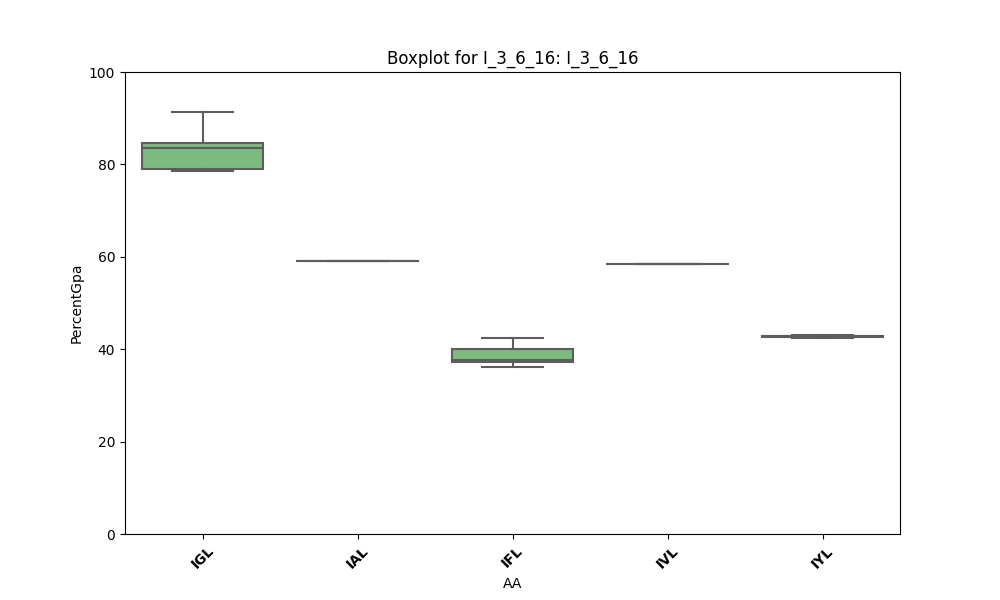 Boxplot for I_3_6_16: I_3_6_16
PercentGpa
100
80
60
40
20
0
IGL
IAL
IFL
IVL
IYL
AA